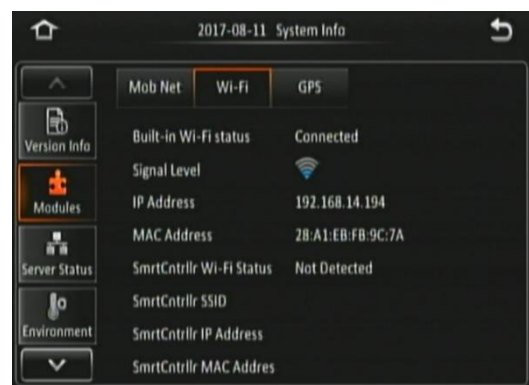 2017-08-11 System Info
Mob Net Wi-Fi GPS
Version Info
Modules
Server Status
Environment
Built-in Wi-Fi status Connected
Signal Level
IP Address 192.168.14.194
MAC Address 28:A1:EB:FB:9C:7A
SmrtCntrllr Wi-Fi Status Not Detected
SmrtCntrllr SSID
SmrtCntrllr IP Address
SmrtCntrllr MAC Addres